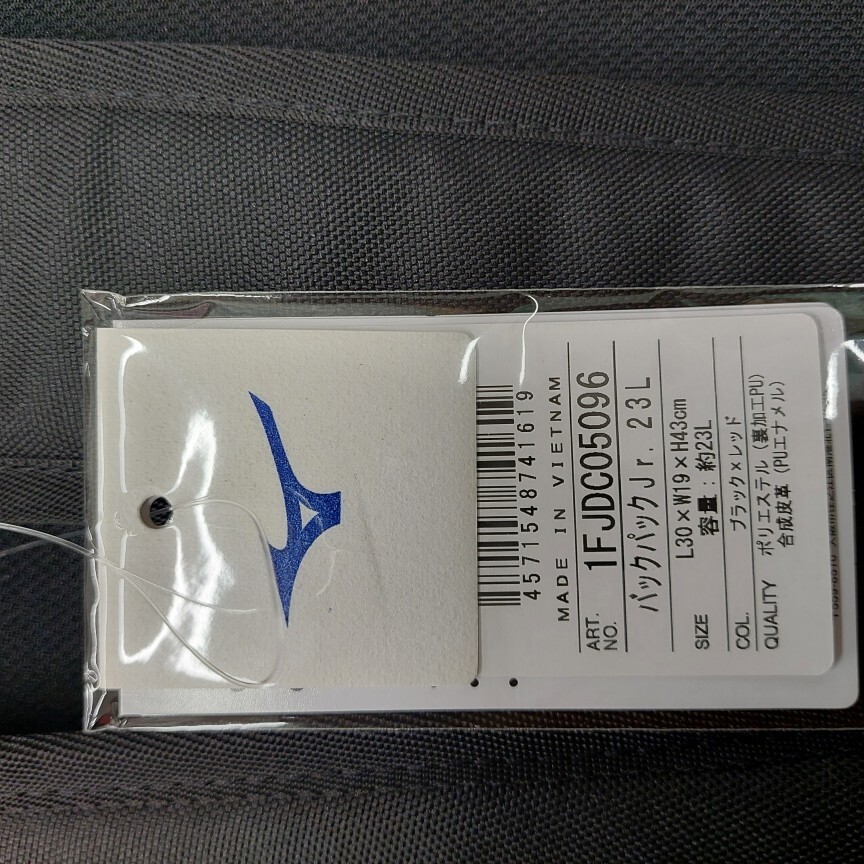 4571548741619
MADE IN VIETNAM
ART. NO. 1FJDC05096
バックパックJr. 23L
SIZE L30×W19×H43cm
容量:約23L
COL. ブラック×レッド
QUALITY ポリエステル(裏加工PU)
合成皮革(PUエナメル)